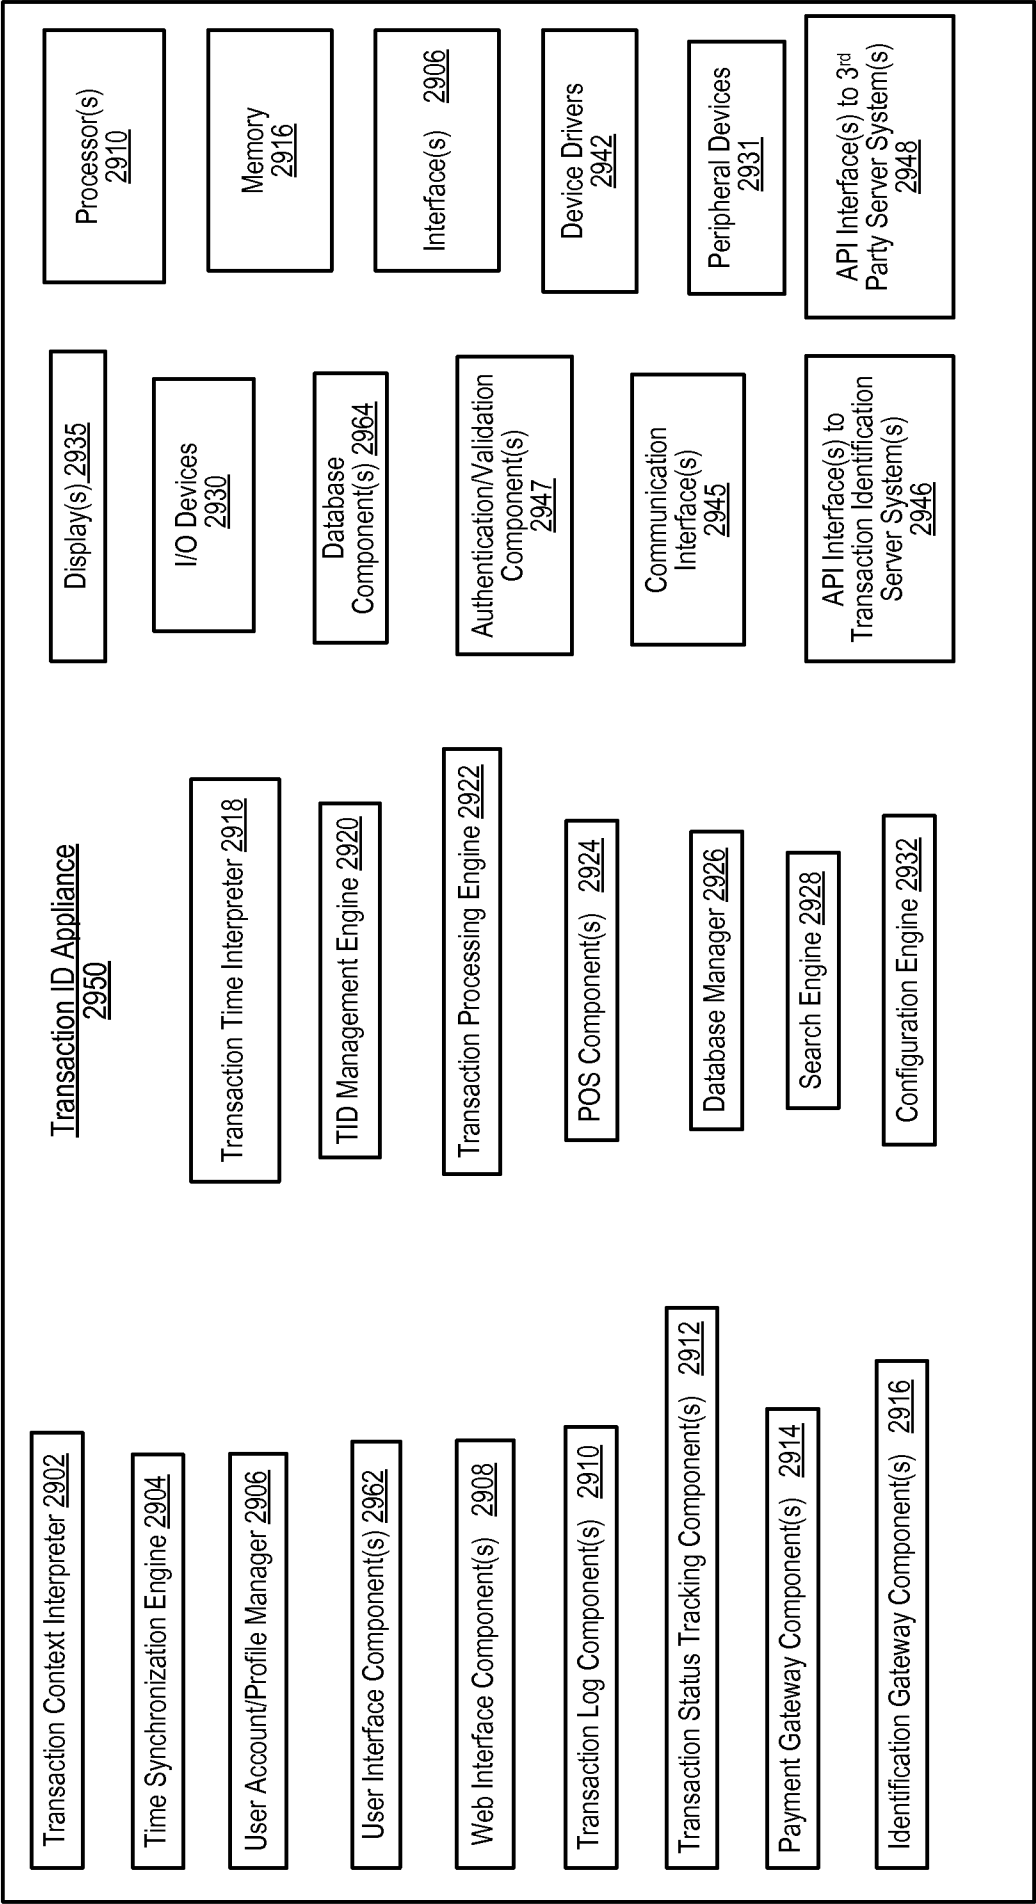 Transaction ID Appliance
2950
Transaction Context Interpreter 2902
Time Synchronization Engine 2904
User Account/Profile Manager 2906
User Interface Component(s) 2962
Web Interface Component(s) 2908
Transaction Log Component(s) 2910
Transaction Status Tracking Component(s) 2912
Payment Gateway Component(s) 2914
Identification Gateway Component(s) 2916
Transaction Time Interpreter 2918
TID Management Engine 2920
Transaction Processing Engine 2922
POS Component(s) 2924
Database Manager 2926
Search Engine 2928
Configuration Engine 2932
Display(s) 2935
I/O Devices
2930
Database
Component(s) 2964
Authentication/Validation
Component(s)
2947
Communication
Interface(s)
2945
API Interface(s) to
Transaction Identification
Server System(s)
2946
Processor(s)
2910
Memory
2916
Interface(s) 2906
Device Drivers
2942
Peripheral Devices
2931
API Interface(s) to 3rd
Party Server System(s)
2948